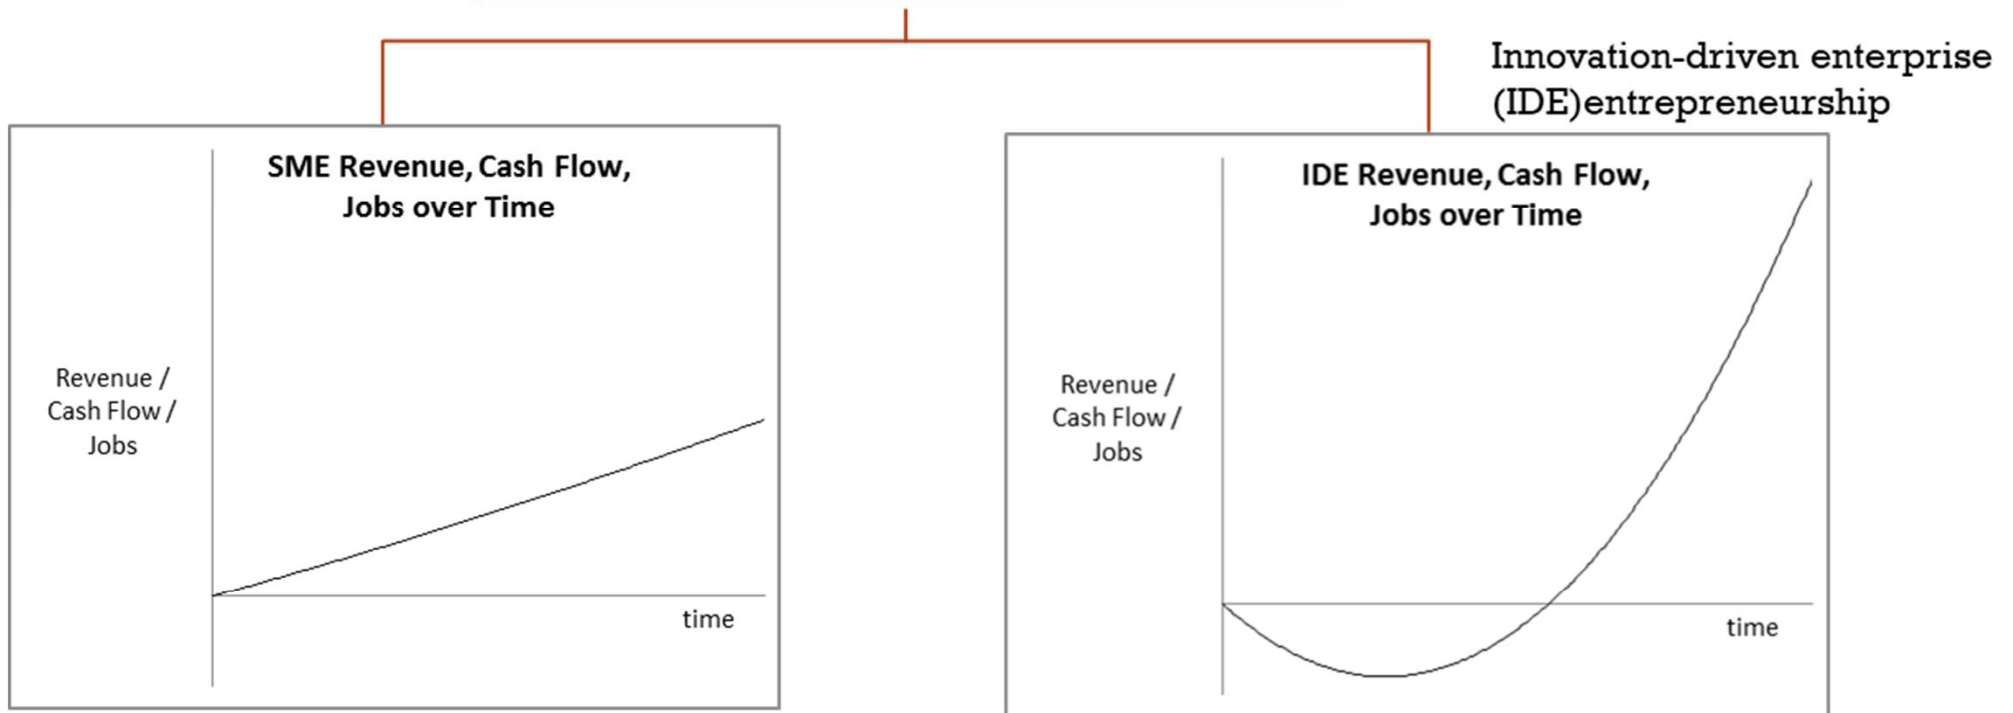 Innovation-driven enterprise
(IDE)entrepreneurship
SME Revenue, Cash Flow,
Jobs over Time
Revenue /
Cash Flow /
Jobs
time
IDE Revenue, Cash Flow,
Jobs over Time
Revenue /
Cash Flow /
Jobs
time